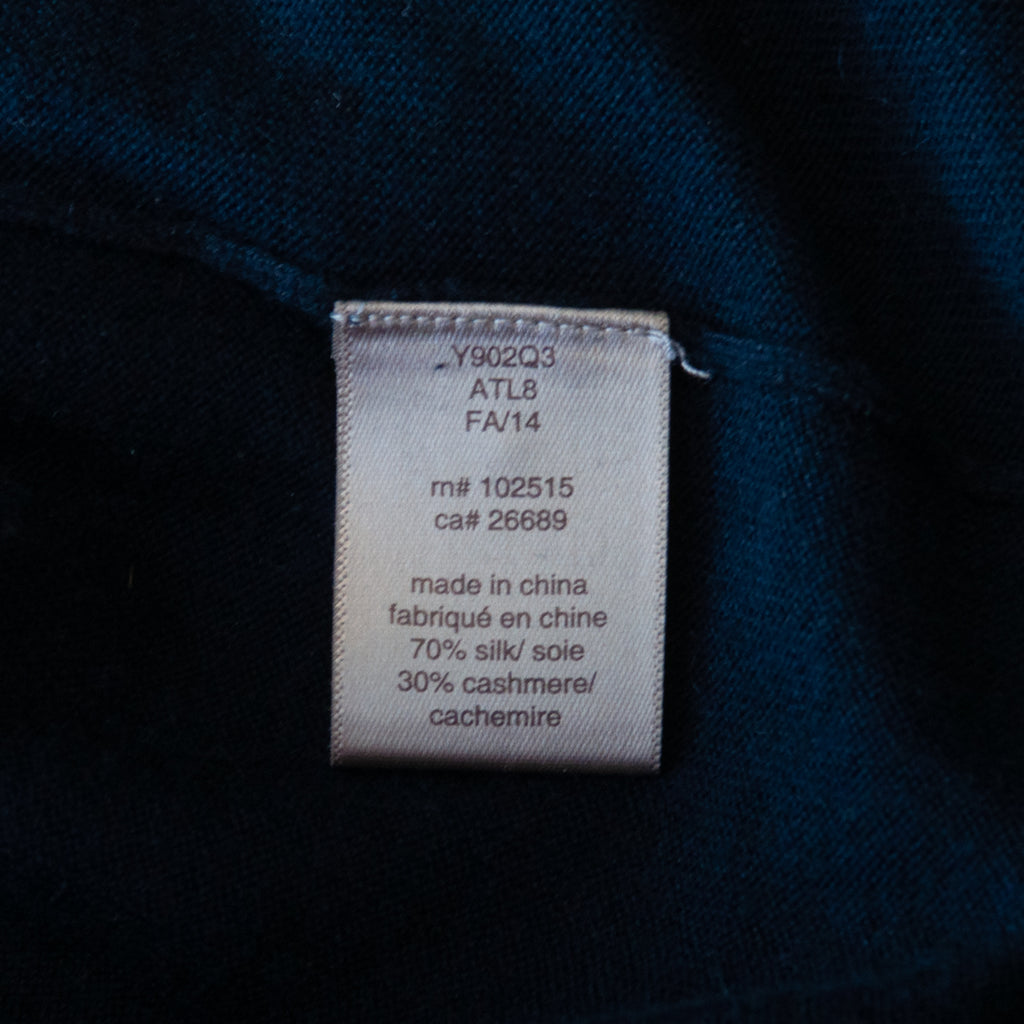 Y902Q3
ATL8
FA/14
rn# 102515
ca# 26689
made in china
fabriqué en chine
70% silk/ soie
30% cashmere/
cachemire